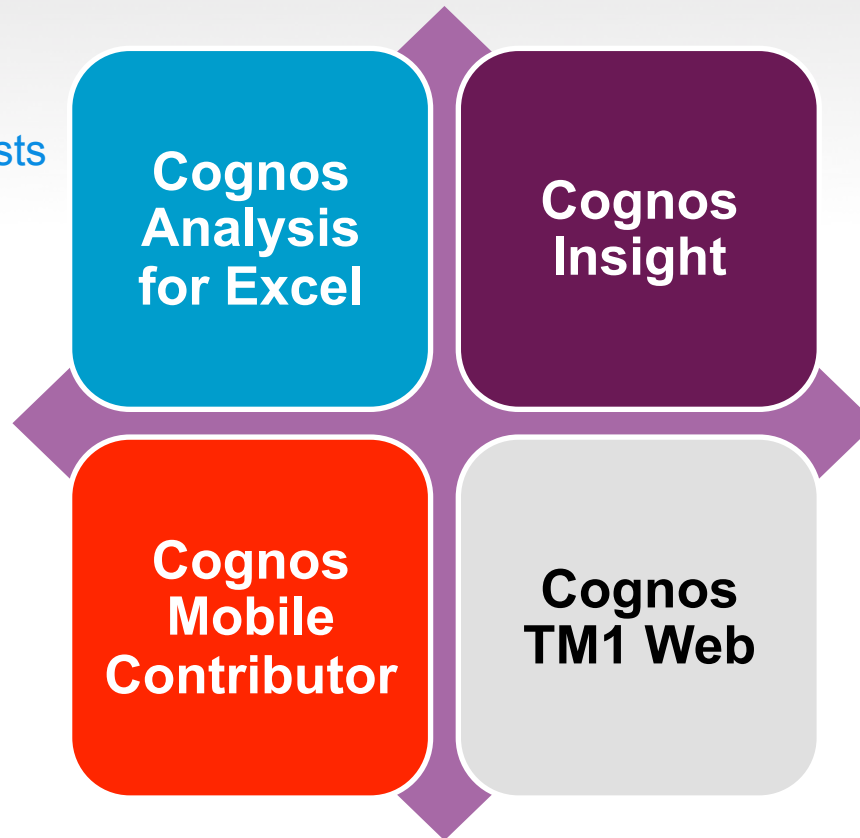 Cognos
Analysis
for Excel
Cognos
Insight
Cognos
Mobile
Contributor
Cognos
TM1 Web